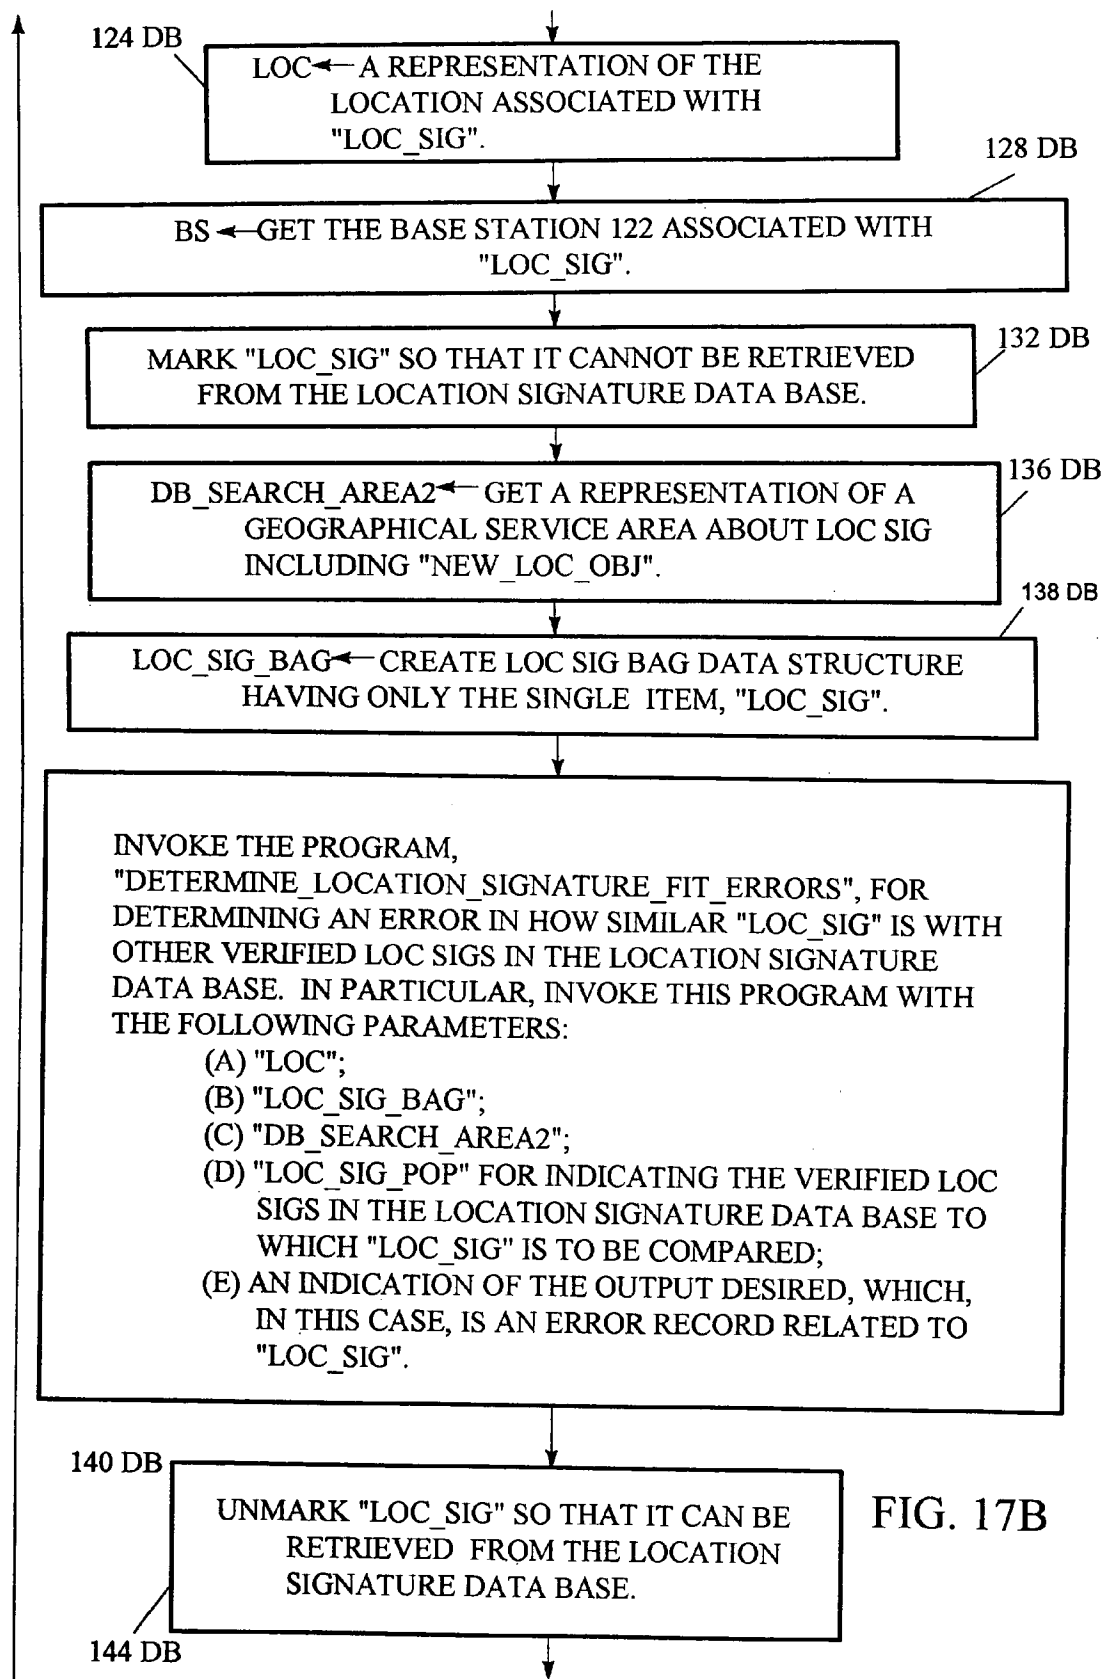 124 DB
LOC← A REPRESENTATION OF THE
LOCATION ASSOCIATED WITH
"LOC_SIG".
128 DB
BS ←GET THE BASE STATION 122 ASSOCIATED WITH
"LOC_SIG".
132 DB
MARK "LOC_SIG" SO THAT IT CANNOT BE RETRIEVED
FROM THE LOCATION SIGNATURE DATA BASE.
136 DB
DB_SEARCH_AREA2← GET A REPRESENTATION OF A
GEOGRAPHICAL SERVICE AREA ABOUT LOC SIG
INCLUDING "NEW_LOC_OBJ".
138 DB
LOC_SIG_BAG← CREATE LOC SIG BAG DATA STRUCTURE
HAVING ONLY THE SINGLE ITEM, "LOC_SIG".
INVOKE THE PROGRAM,
"DETERMINE_LOCATION_SIGNATURE_FIT_ERRORS", FOR
DETERMINING AN ERROR IN HOW SIMILAR "LOC_SIG" IS WITH
OTHER VERIFIED LOC SIGS IN THE LOCATION SIGNATURE
DATA BASE. IN PARTICULAR, INVOKE THIS PROGRAM WITH
THE FOLLOWING PARAMETERS:
(A) "LOC";
(B) "LOC_SIG_BAG";
(C) "DB_SEARCH_AREA2";
(D) "LOC_SIG_POP" FOR INDICATING THE VERIFIED LOC
SIGS IN THE LOCATION SIGNATURE DATA BASE TO
WHICH "LOC_SIG" IS TO BE COMPARED;
(E) AN INDICATION OF THE OUTPUT DESIRED, WHICH,
IN THIS CASE, IS AN ERROR RECORD RELATED TO
"LOC_SIG".
140 DB
UNMARK "LOC_SIG" SO THAT IT CAN BE
RETRIEVED FROM THE LOCATION
SIGNATURE DATA BASE.
FIG. 17B
144 DB